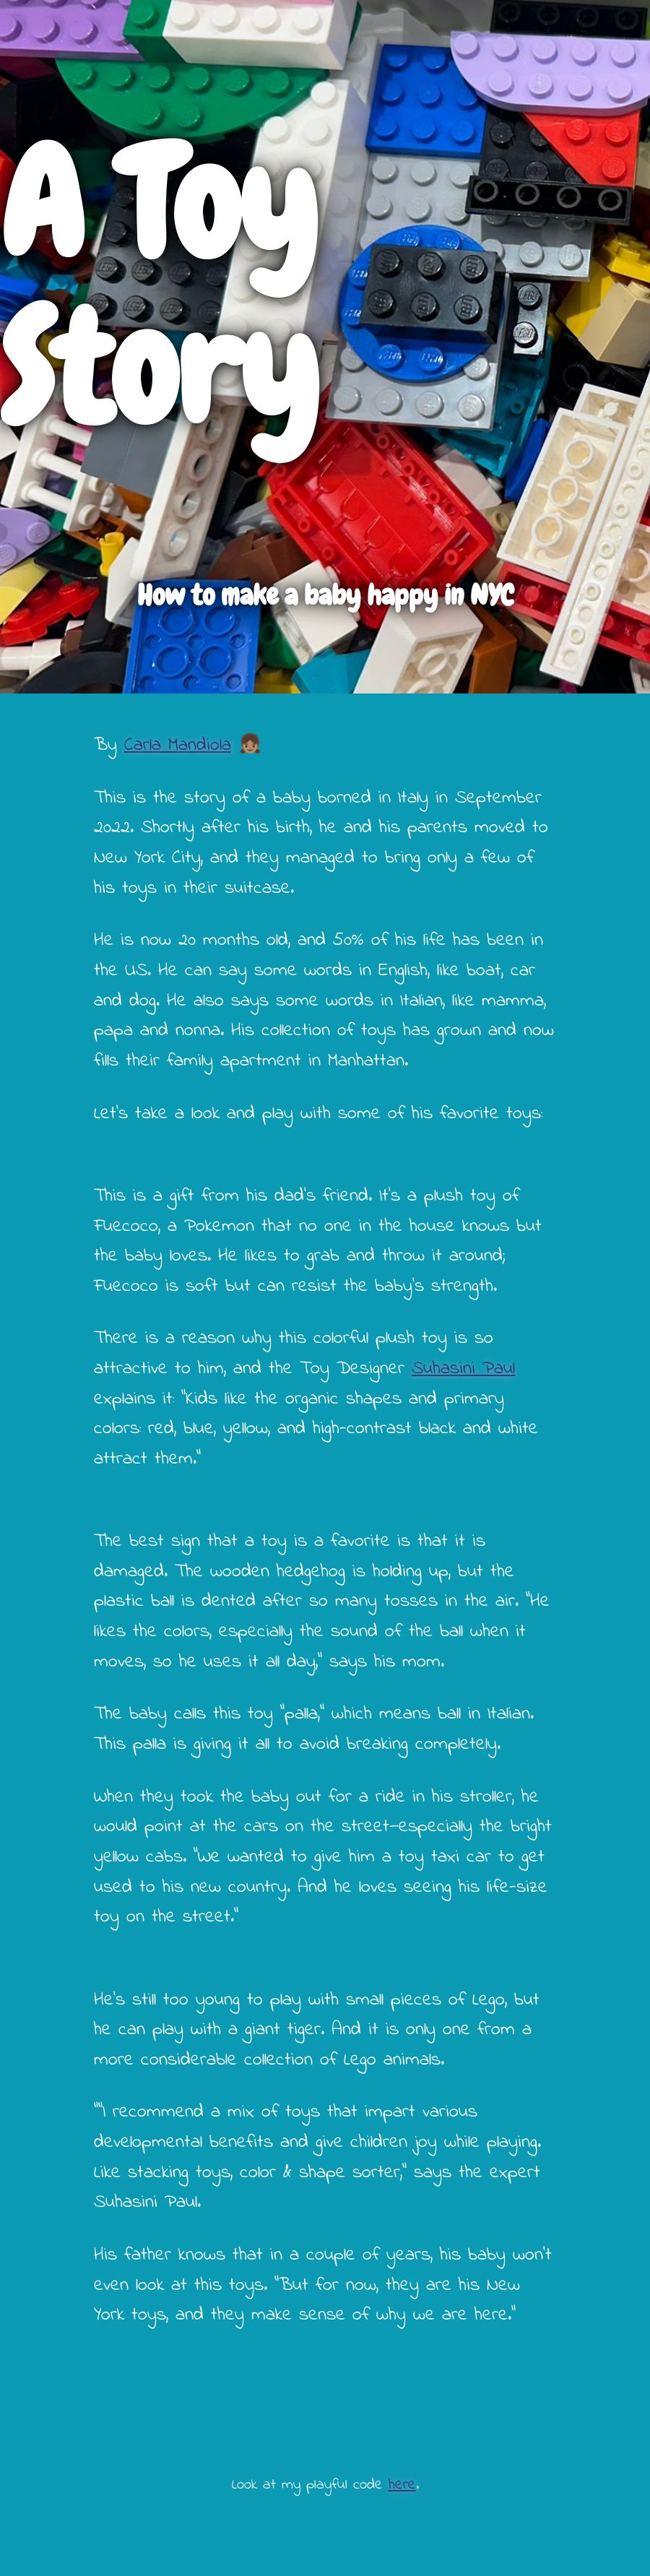 A Toy
Story
How to make a baby happy in NYC
By Carla Mandiola 👧🏽
This is the story of a baby borned in Italy in September
2022. Shortly after his birth, he and his parents moved to
New York City, and they managed to bring only a few of
his toys in their suitcase.
He is now 20 months old, and 50% of his life has been in
the US. He can say some words in English, like boat, car
and dog. He also says some words in Italian, like mamma,
papa and nonna. His collection of toys has grown and now
fills their family apartment in Manhattan.
Let's take a look and play with some of his favorite toys:
This is a gift from his dad's friend. It's a plush toy of
Fuecoco, a Pokemon that no one in the house knows but
the baby loves. He likes to grab and throw it around;
Fuecoco is soft but can resist the baby's strength.
There is a reason why this colorful plush toy is so
attractive to him, and the Toy Designer Suhasini Paul
explains it: "Kids like the organic shapes and primary
colors: red, blue, yellow, and high-contrast black and white
attract them."
The best sign that a toy is a favorite is that it is
damaged. The wooden hedgehog is holding up, but the
plastic ball is dented after so many tosses in the air. "He
likes the colors, especially the sound of the ball when it
moves, so he uses it all day," says his mom.
The baby calls this toy "palla," which means ball in Italian.
This palla is giving it all to avoid breaking completely.
When they took the baby out for a ride in his stroller, he
would point at the cars on the street—especially the bright
yellow cabs. "We wanted to give him a toy taxi car to get
used to his new country. And he loves seeing his life-size
toy on the street."
He's still too young to play with small pieces of Lego, but
he can play with a giant tiger. And it is only one from a
more considerable collection of Lego animals.
""I recommend a mix of toys that impart various
developmental benefits and give children joy while playing.
Like stacking toys, color & shape sorter," says the expert
Suhasini Paul.
His father knows that in a couple of years, his baby won't
even look at this toys. "But for now, they are his New
York toys, and they make sense of why we are here."
Look at my playful code here.